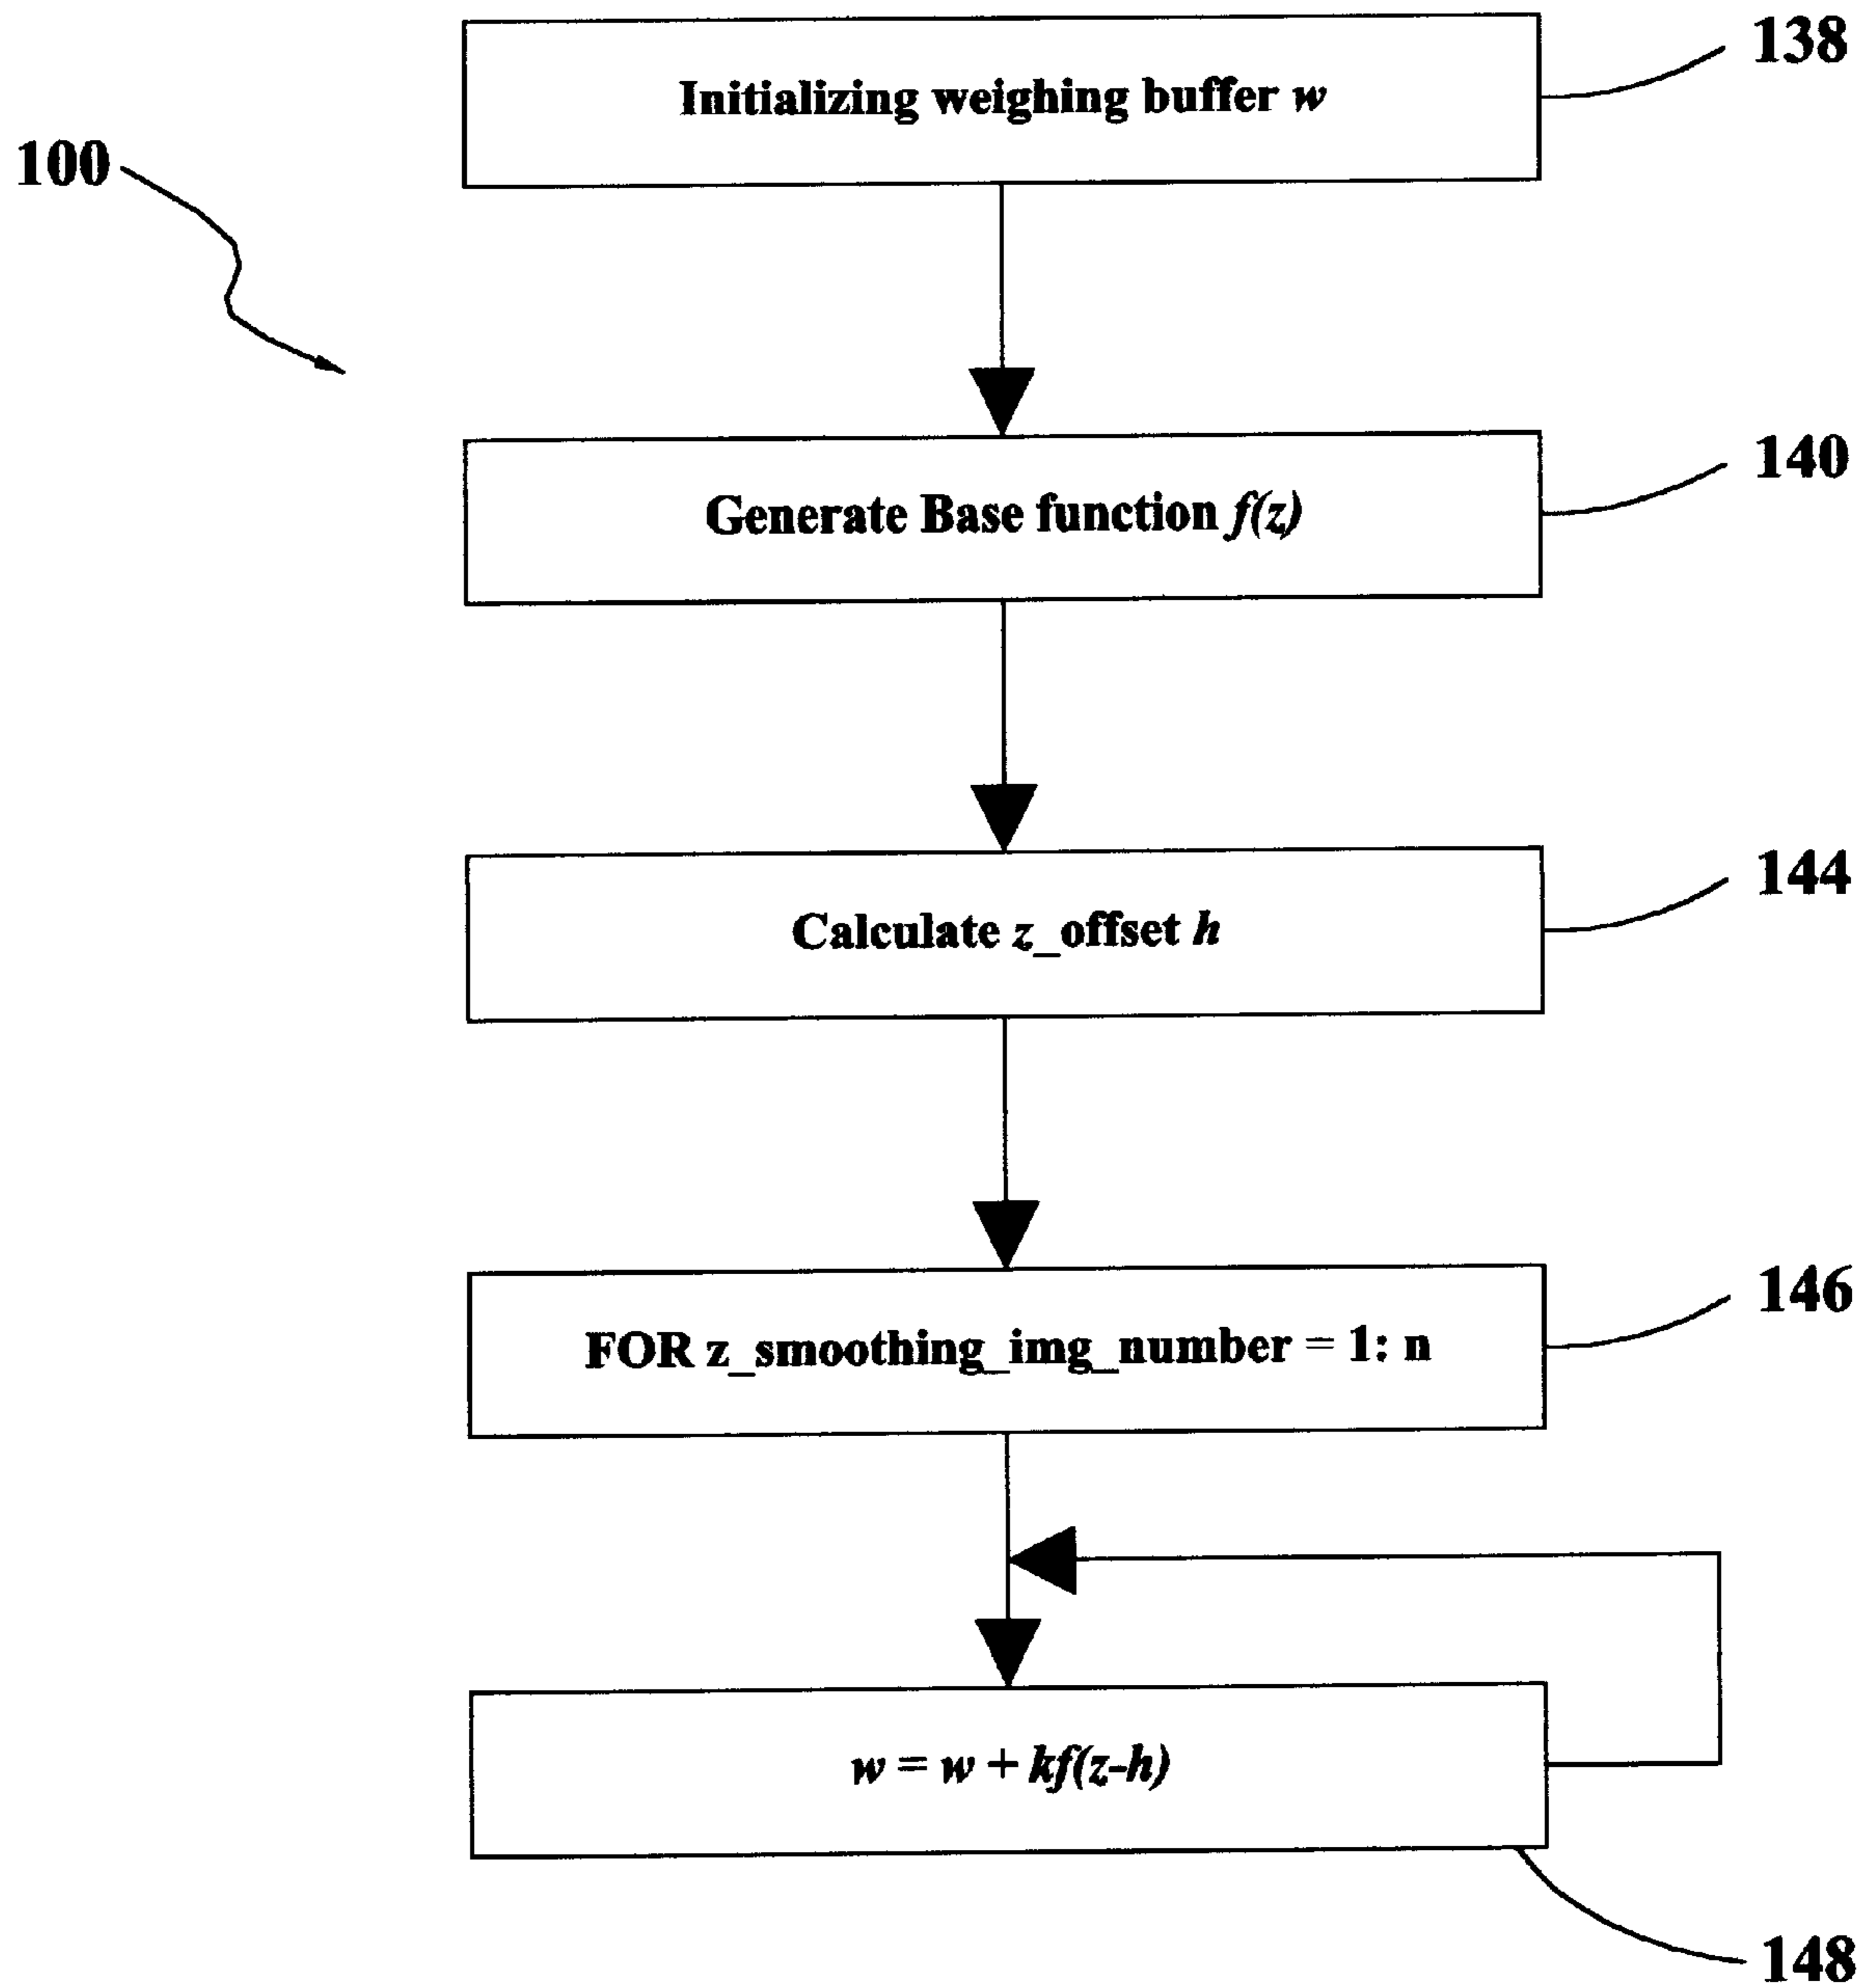 138
Initializing weighing buffer w
100
140
Generate Base function f(z)
144
Calculate z_offset h
146
FOR z_smoothing_img_number = 1: n
w = w + kf(z-h)
148